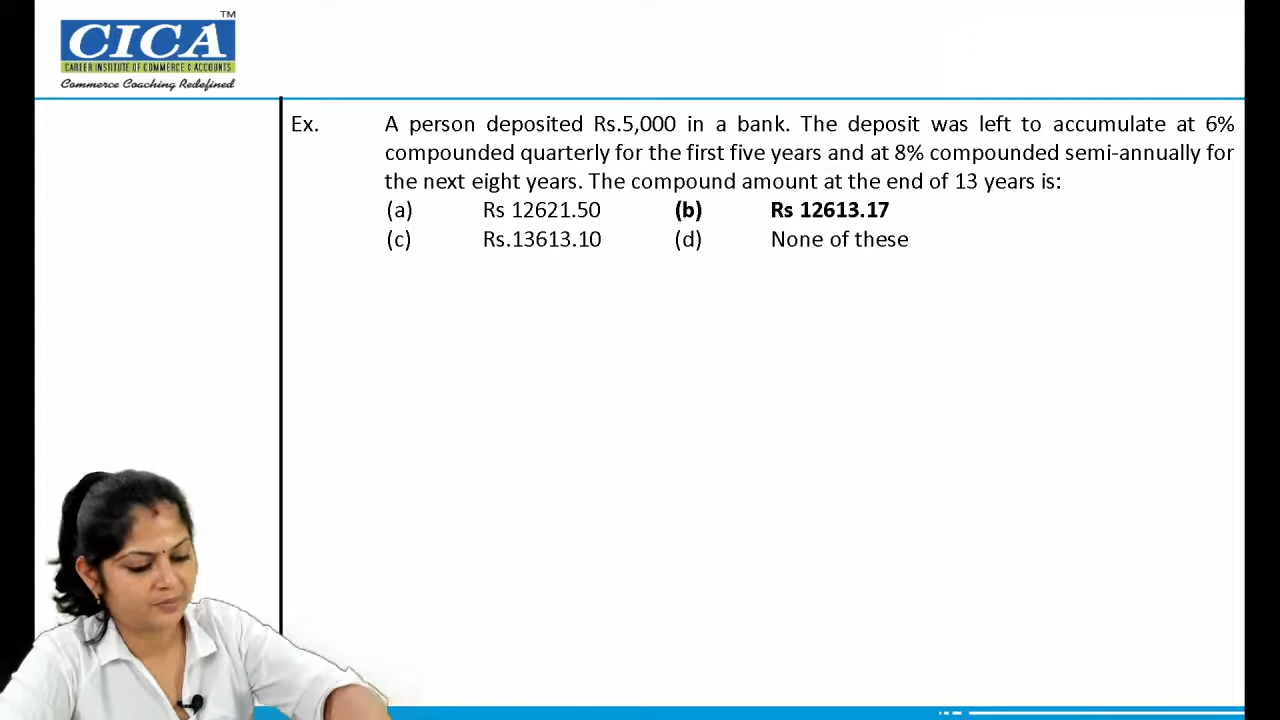 TM
CICA
CAREER INSTITUTE OF COMMERCE & ACCOUNTS
Commerce Coaching Redefined
Ex. A person deposited Rs.5,000 in a bank. The deposit was left to accumulate at 6%
compounded quarterly for the first five years and at 8% compounded semi-annually for
the next eight years. The compound amount at the end of 13 years is:
(a) Rs 12621.50 (b) Rs 12613.17
(c) Rs.13613.10 (d) None of these